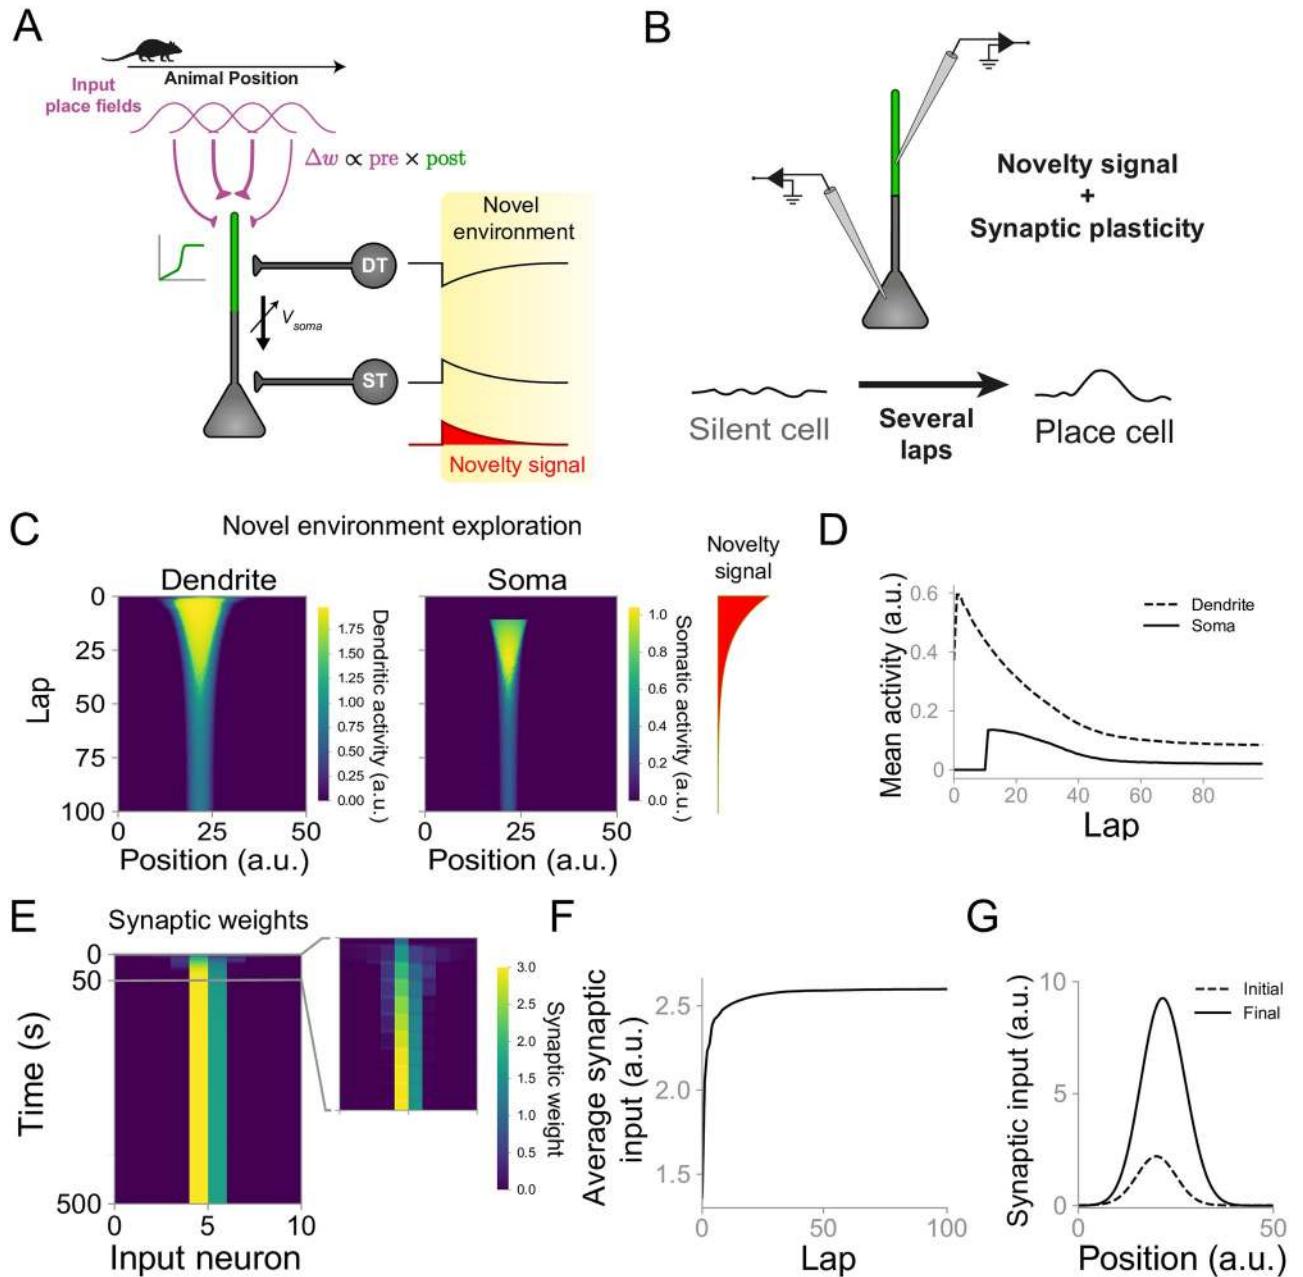 A
Animal Position
Input
place fields
Δw ∝ pre × post
Novel
environment
DT
V soma
ST
Novelty signal
B
Novelty signal
+
Synaptic plasticity
Silent cell
Several
laps
Place cell
C
Novel environment exploration
Dendrite
Soma
Novelty
signal
Lap
0
25
50
75
100
0
25
50
Position (a.u.)
1.75
1.50
1.25
1.00
0.75
0.50
0.25
0.00
Dendritic activity (a.u.)
0
25
50
Position (a.u.)
1.0
0.8
0.6
0.4
0.2
0.0
Somatic activity (a.u.)
D
Mean activity (a.u.)
0.6
0.4
0.2
0
0
20
40
60
80
Lap
Dendrite
Soma
E
Synaptic weights
Time (s)
0
50
500
0
5
10
Input neuron
3.0
2.5
2.0
1.5
1.0
0.5
0.0
Synaptic weight
F
Average synaptic
input (a.u.)
2.5
2.0
1.5
0
50
100
Lap
G
Synaptic input (a.u.)
10
5
0
0
50
Position (a.u.)
Initial
Final